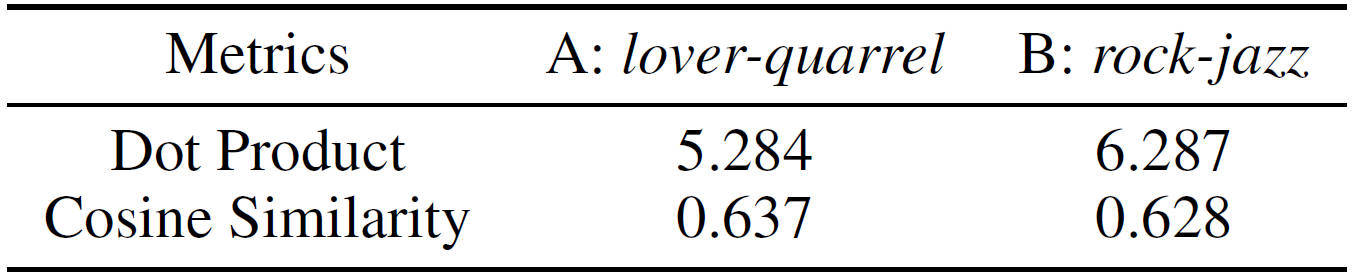 Metrics A: lover-quarrel B: rock-jazz
Dot Product 5.284 6.287
Cosine Similarity 0.637 0.628